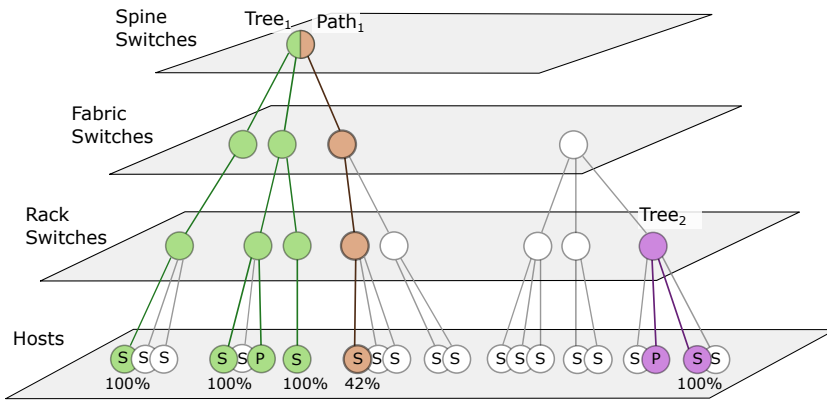 Spine
Switches
Tree₁ Path₁
Fabric
Switches
Rack
Switches
Tree₂
Hosts
S S S S S P S S S S S S S S S S S S P S S
100% 100% 100% 42% 100%